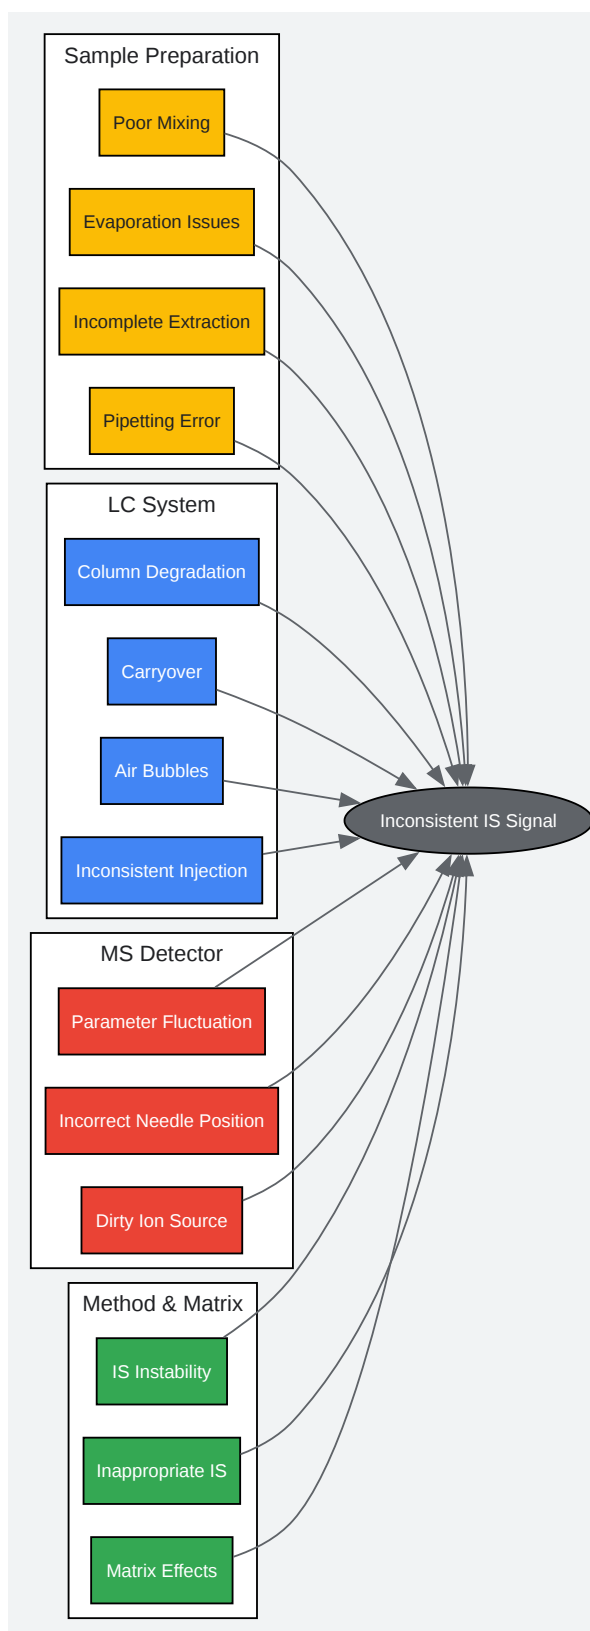 Sample Preparation
Poor Mixing
Evaporation Issues
Incomplete Extraction
Pipetting Error
LC System
Column Degradation
Carryover
Air Bubbles
Inconsistent Injection
Inconsistent IS Signal
MS Detector
Parameter Fluctuation
Incorrect Needle Position
Dirty Ion Source
Method & Matrix
IS Instability
Inappropriate IS
Matrix Effects